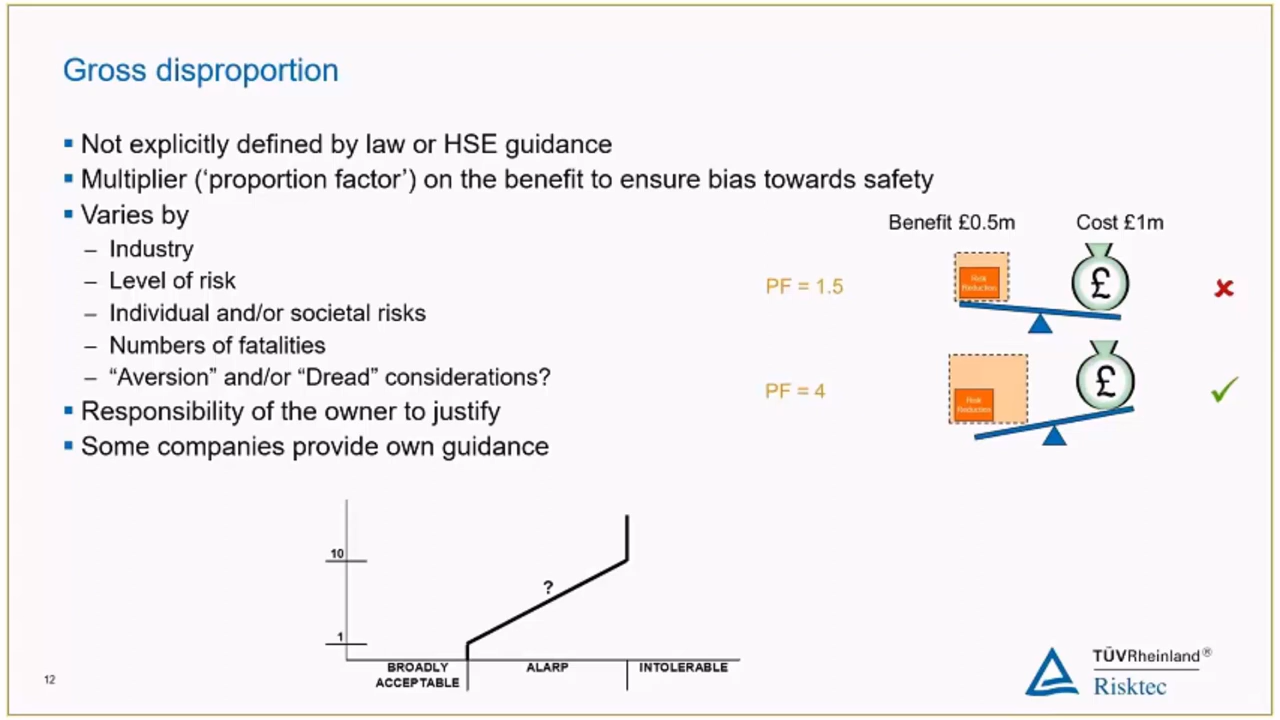 Gross disproportion
▪ Not explicitly defined by law or HSE guidance
▪ Multiplier (‘proportion factor’) on the benefit to ensure bias towards safety
▪ Varies by
– Industry
– Level of risk
– Individual and/or societal risks
– Numbers of fatalities
– “Aversion” and/or “Dread” considerations?
▪ Responsibility of the owner to justify
▪ Some companies provide own guidance
Benefit £0.5m Cost £1m
PF = 1.5
Risk
Reduction
£
PF = 4
Risk
Reduction
£
10
?
1
BROADLY
ACCEPTABLE
ALARP
INTOLERABLE
12
TÜVRheinland®
Risktec